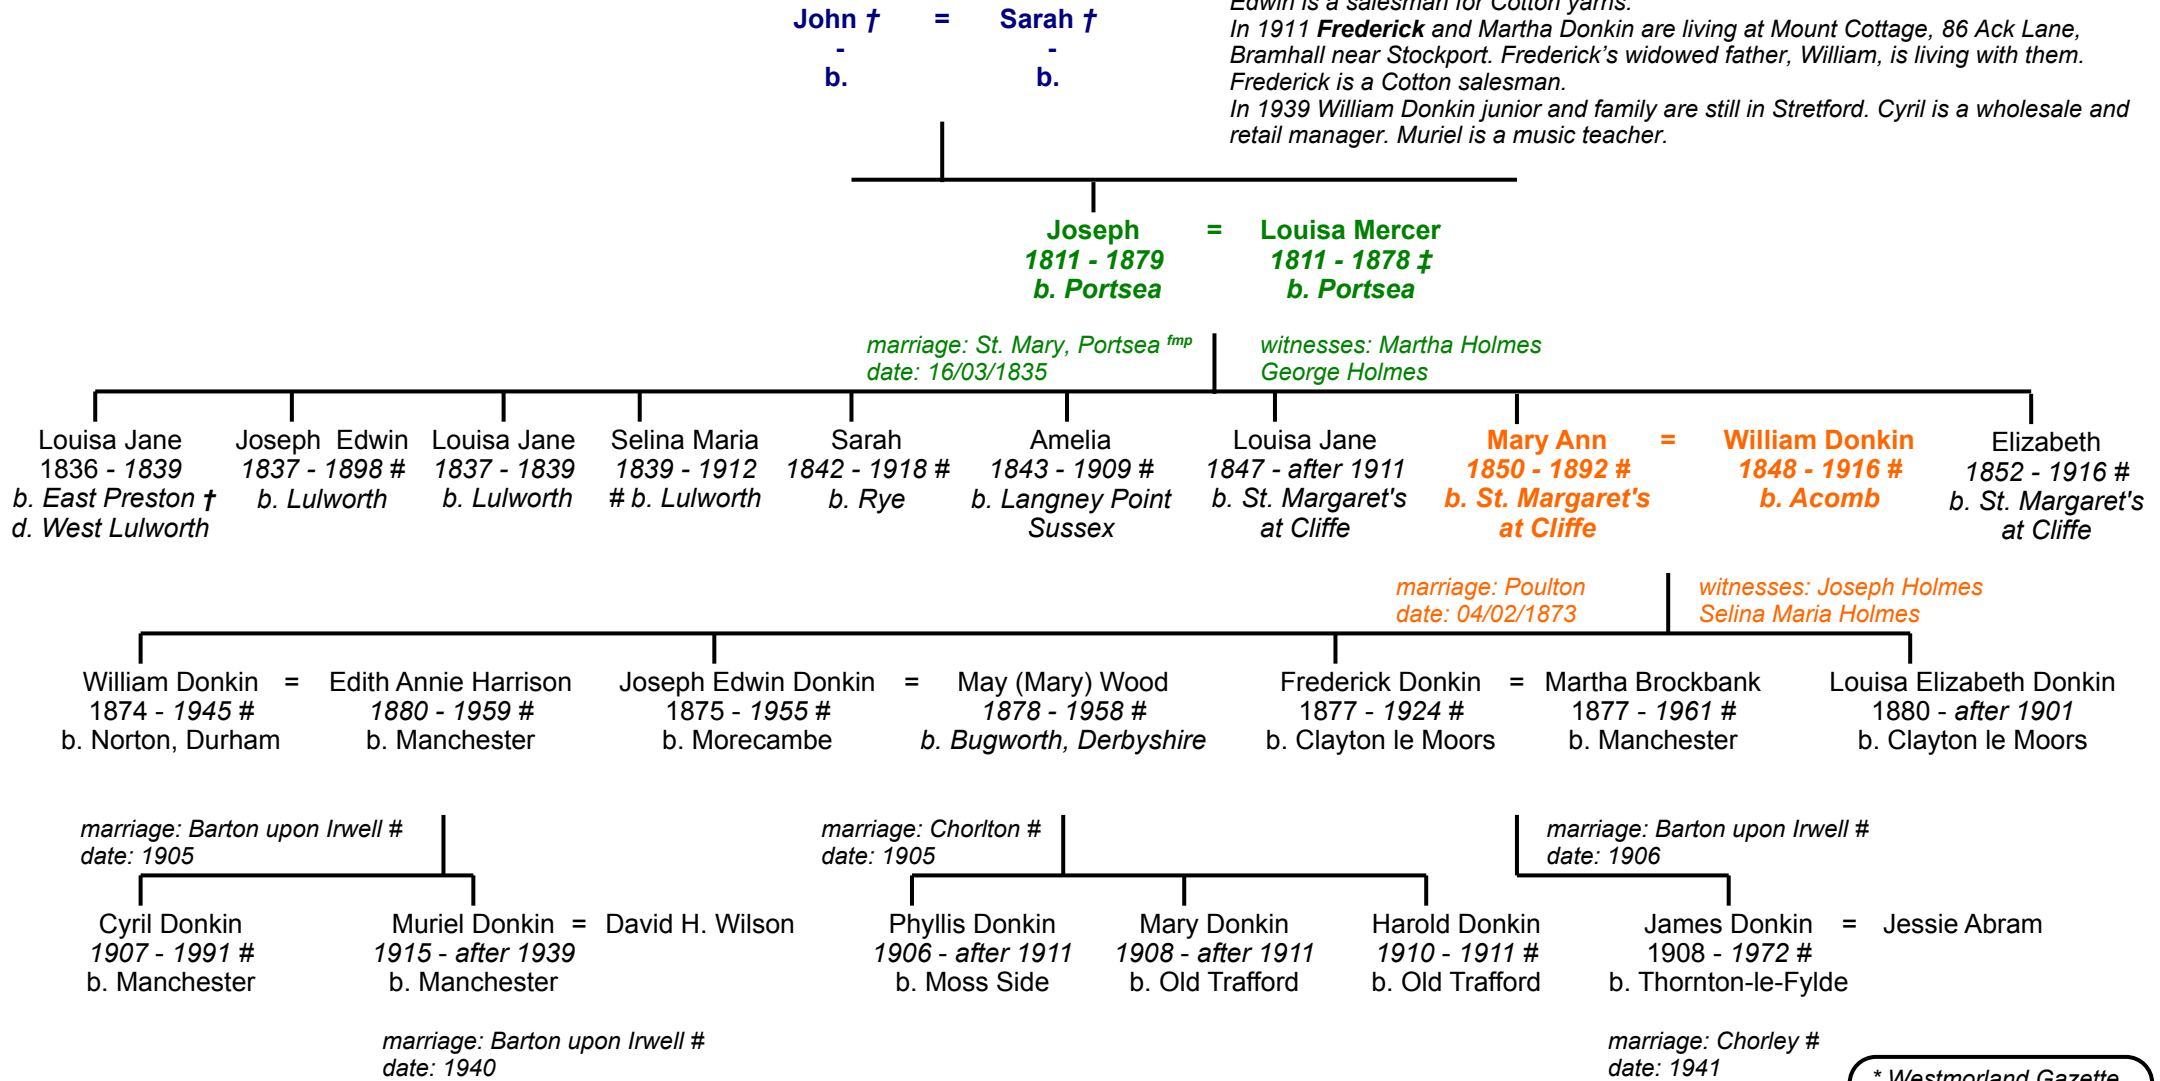 John † = Sarah †
- -
b. b.
Edwin is a salesman for Cotton yarns.
In 1911 Frederick and Martha Donkin are living at Mount Cottage, 86 Ack Lane,
Bramhall near Stockport. Frederick's widowed father, William, is living with them.
Frederick is a Cotton salesman.
In 1939 William Donkin junior and family are still in Stretford. Cyril is a wholesale and
retail manager. Muriel is a music teacher.
Joseph = Louisa Mercer
1811 - 1879 1811 - 1878 ‡
b. Portsea b. Portsea
marriage: St. Mary, Portsea fmp witnesses: Martha Holmes
date: 16/03/1835 George Holmes
Louisa Jane
1836 - 1839
b. East Preston †
d. West Lulworth
Joseph Edwin
1837 - 1898 #
b. Lulworth
Louisa Jane
1837 - 1839
b. Lulworth
Selina Maria
1839 - 1912
# b. Lulworth
Sarah
1842 - 1918 #
b. Rye
Amelia
1843 - 1909 #
b. Langney Point
Sussex
Louisa Jane
1847 - after 1911
b. St. Margaret's
at Cliffe
Mary Ann = William Donkin
1850 - 1892 # 1848 - 1916 #
b. St. Margaret's b. Acomb
at Cliffe
Elizabeth
1852 - 1916 #
b. St. Margaret's
at Cliffe
marriage: Poulton witnesses: Joseph Holmes
date: 04/02/1873 Selina Maria Holmes
William Donkin = Edith Annie Harrison
1874 - 1945 # 1880 - 1959 #
b. Norton, Durham b. Manchester
Joseph Edwin Donkin = May (Mary) Wood
1875 - 1955 # 1878 - 1958 #
b. Morecambe b. Bugworth, Derbyshire
Frederick Donkin = Martha Brockbank
1877 - 1924 # 1877 - 1961 #
b. Clayton le Moors b. Manchester
Louisa Elizabeth Donkin
1880 - after 1901
b. Clayton le Moors
marriage: Barton upon Irwell #
date: 1905
marriage: Chorlton #
date: 1905
marriage: Barton upon Irwell #
date: 1906
Cyril Donkin
1907 - 1991 #
b. Manchester
Muriel Donkin = David H. Wilson
1915 - after 1939
b. Manchester
Phyllis Donkin
1906 - after 1911
b. Moss Side
Mary Donkin
1908 - after 1911
b. Old Trafford
Harold Donkin
1910 - 1911 #
b. Old Trafford
James Donkin = Jessie Abram
1908 - 1972 #
b. Thornton-le-Fylde
marriage: Barton upon Irwell #
date: 1940
marriage: Chorley #
date: 1941
* Westmorland Gazette